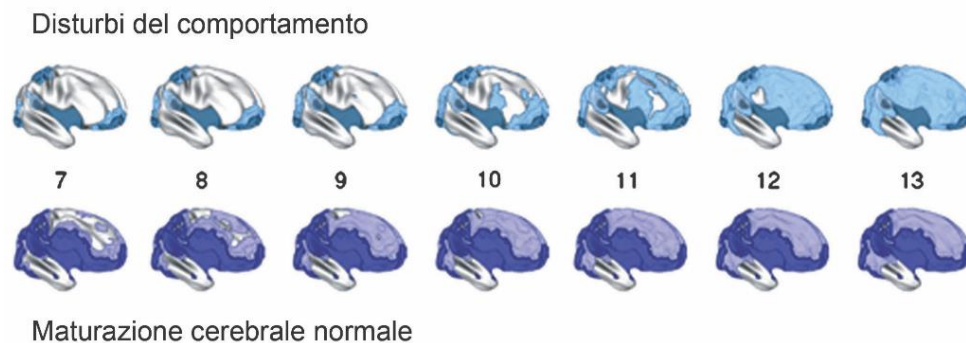 Disturbi del comportamento
7 8 9 10 11 12 13
Maturazione cerebrale normale